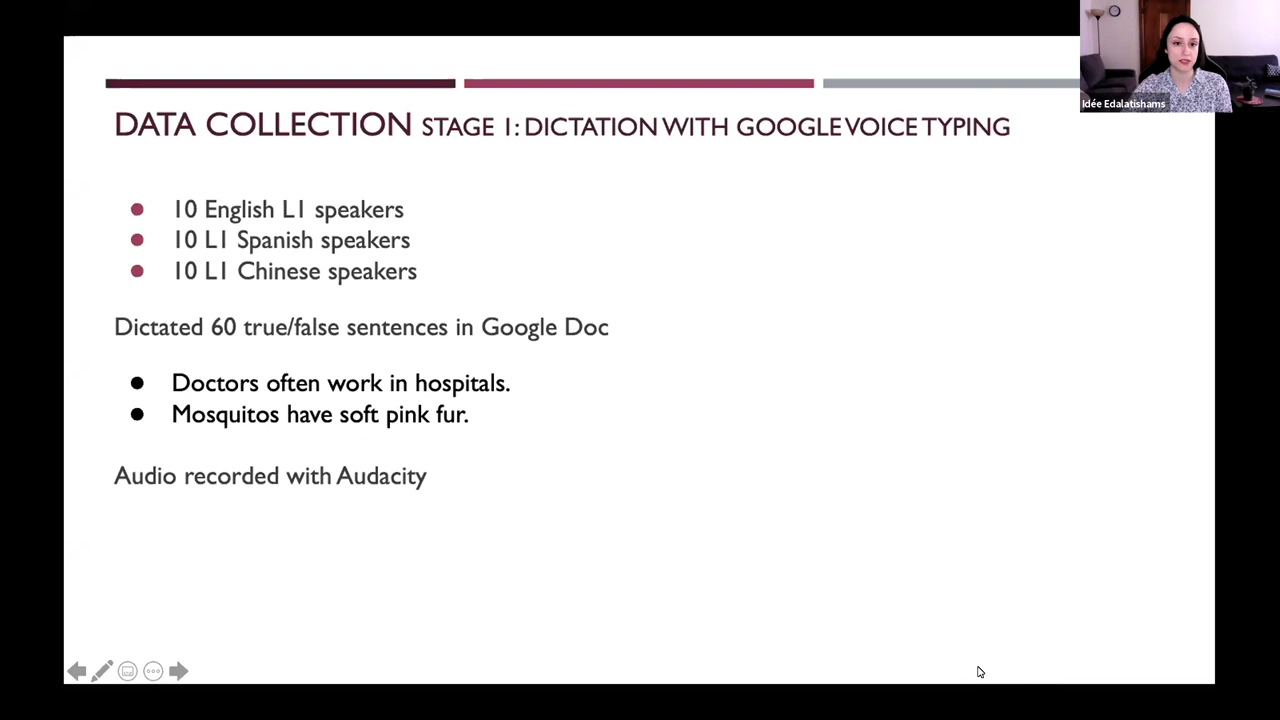 Idée Edalatishams
DATA COLLECTION STAGE 1: DICTATION WITH GOOGLE VOICE TYPING
● 10 English L1 speakers
● 10 L1 Spanish speakers
● 10 L1 Chinese speakers
Dictated 60 true/false sentences in Google Doc
● Doctors often work in hospitals.
● Mosquitos have soft pink fur.
Audio recorded with Audacity